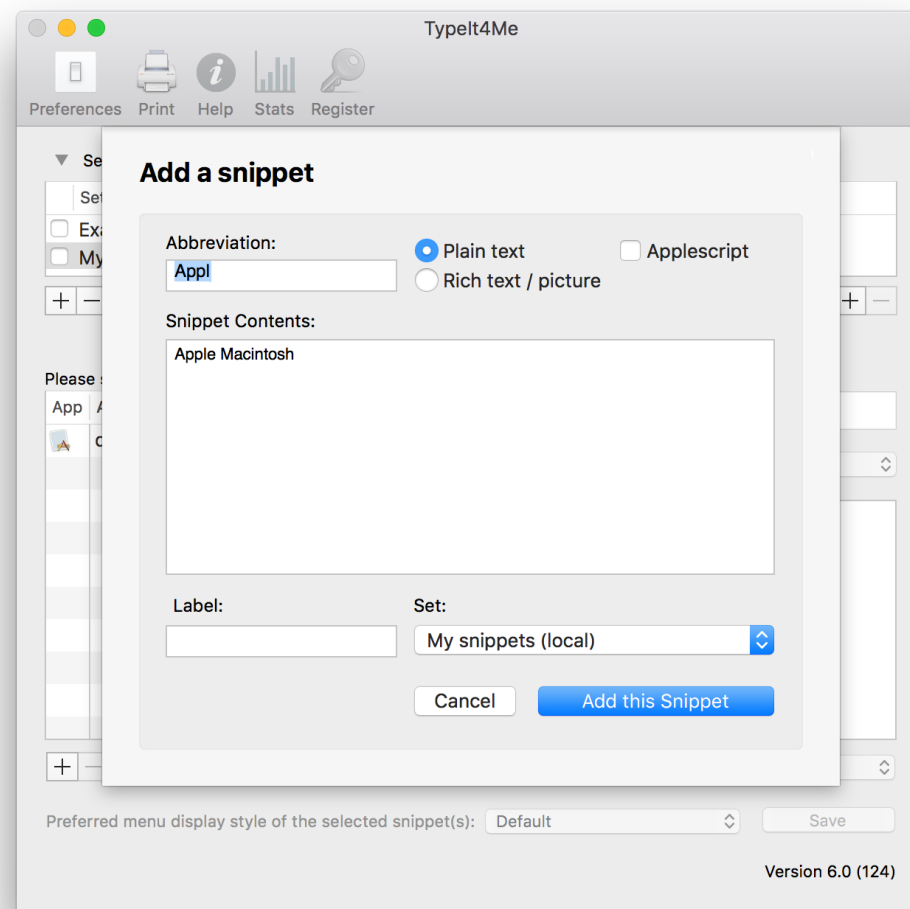 TypeIt4Me
Preferences Print Help Stats Register
Add a snippet
Abbreviation:
Appl
Plain text
Applescript
Rich text / picture
Snippet Contents:
Apple Macintosh
Label:
Set:
My snippets (local)
Cancel
Add this Snippet
Please
App
Preferred menu display style of the selected snippet(s):
Default
Save
Version 6.0 (124)